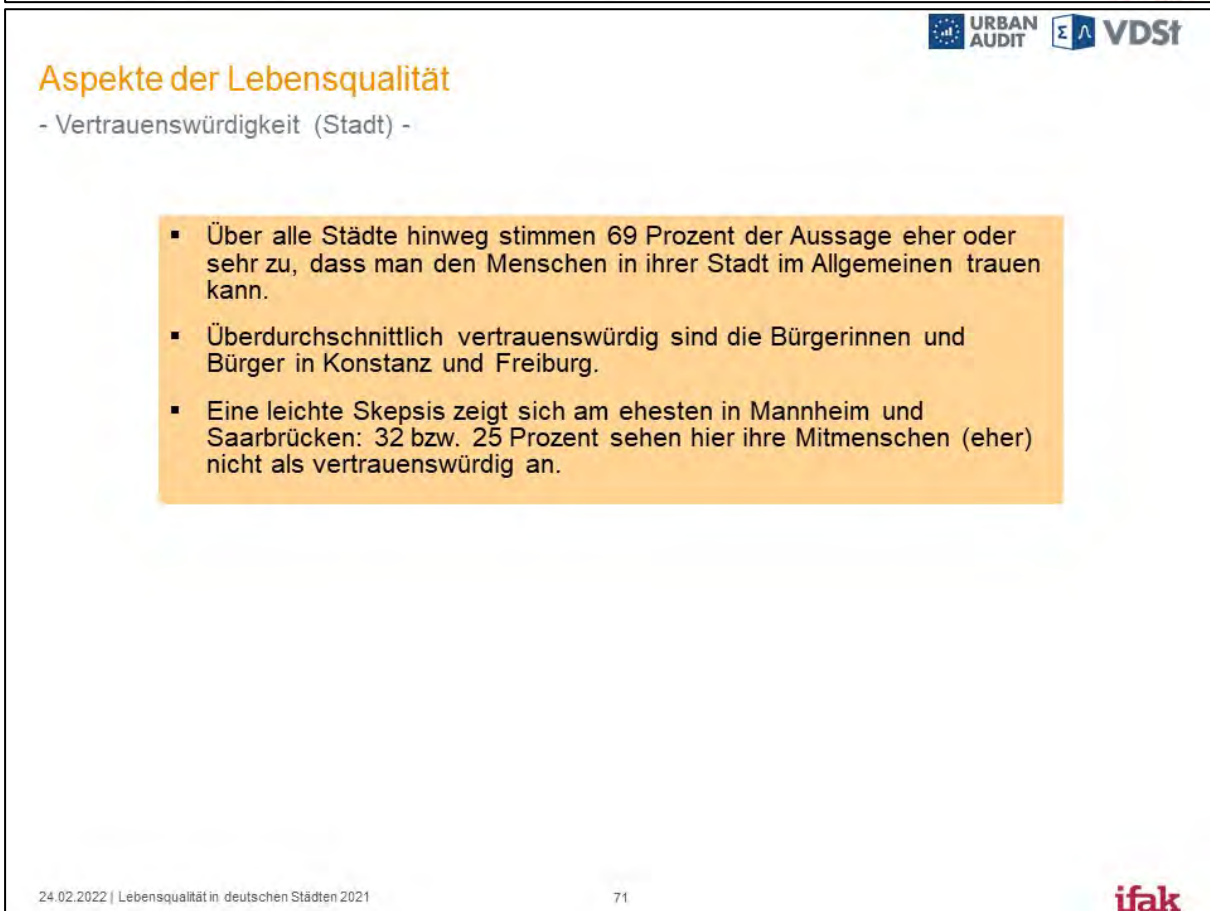 URBAN
AUDIT
Σ
VDSt
Aspekte der Lebensqualität
- Vertrauenswürdigkeit (Stadt) -
▪ Über alle Städte hinweg stimmen 69 Prozent der Aussage eher oder
sehr zu, dass man den Menschen in ihrer Stadt im Allgemeinen trauen
kann.
▪ Überdurchschnittlich vertrauenswürdig sind die Bürgerinnen und
Bürger in Konstanz und Freiburg.
▪ Eine leichte Skepsis zeigt sich am ehesten in Mannheim und
Saarbrücken: 32 bzw. 25 Prozent sehen hier ihre Mitmenschen (eher)
nicht als vertrauenswürdig an.
24.02.2022 | Lebensqualität in deutschen Städten 2021
71
ifak